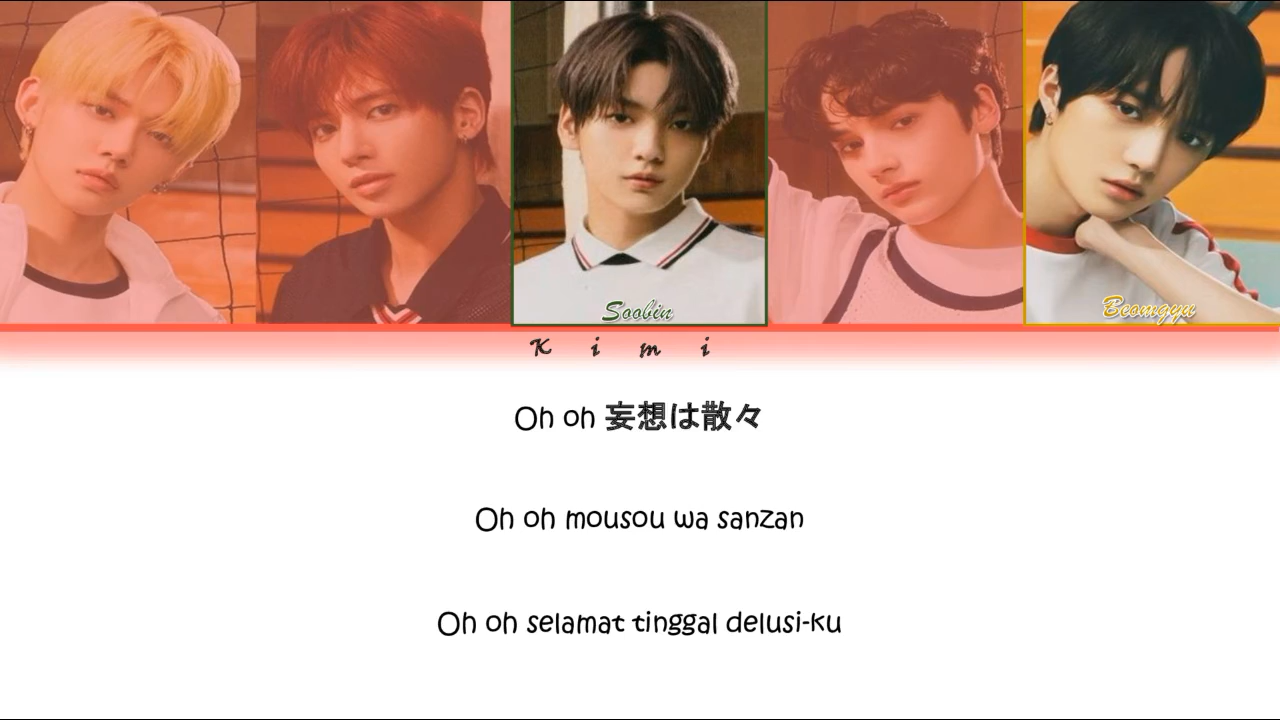 Soobin
Beomgyu
Kimi
Oh oh 妄想は散々
Oh oh mousou wa sanzan
Oh oh selamat tinggal delusi-ku